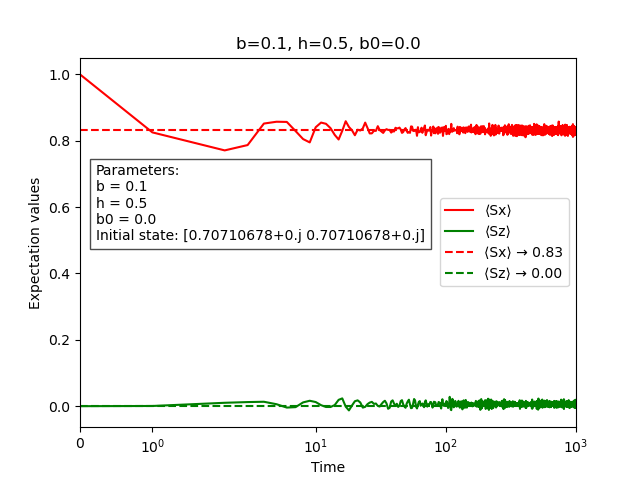 b=0.1, h=0.5, b0=0.0
Expectation values
1.0
0.8
0.6
0.4
0.2
0.0
Parameters:
b = 0.1
h = 0.5
b0 = 0.0
Initial state: [0.70710678+0.j 0.70710678+0.j]
⟨Sx⟩
⟨Sz⟩
⟨Sx⟩ → 0.83
⟨Sz⟩ → 0.00
0 10⁰ 10¹ 10² 10³
Time